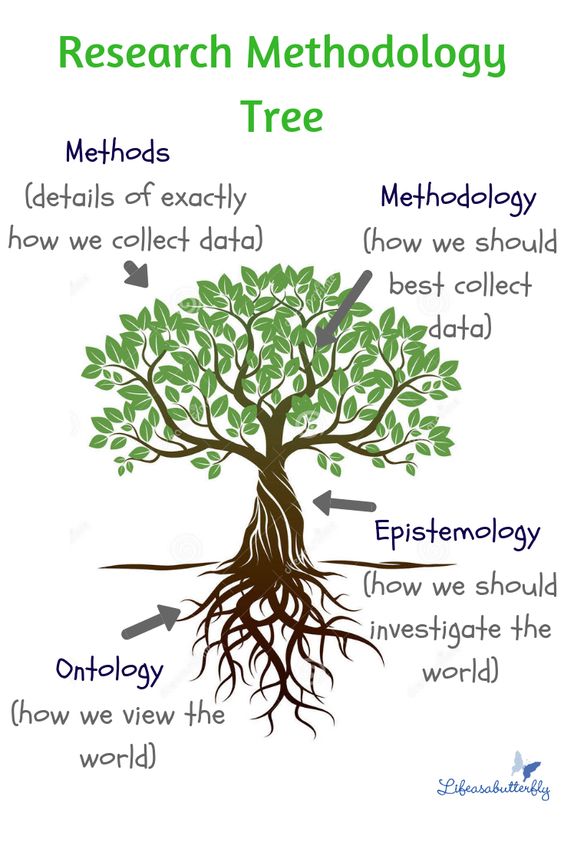 Research Methodology
Tree
Methods
(details of exactly
how we collect data)
Methodology
(how we should
best collect
data)
Epistemology
(how we should
investigate the
world)
Ontology
(how we view the
world)
Lifeasabutterfly